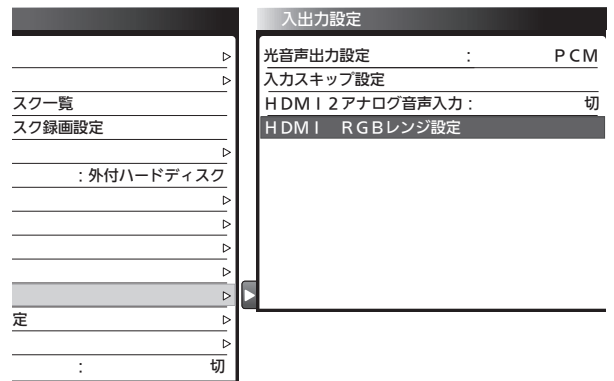 スク一覧
スク録画設定
：外付ハードディスク
定
：　切
入出力設定
光音声出力設定　：　ＰＣＭ
入力スキップ設定
ＨＤＭＩ２アナログ音声入力：　切
ＨＤＭＩ　ＲＧＢレンジ設定